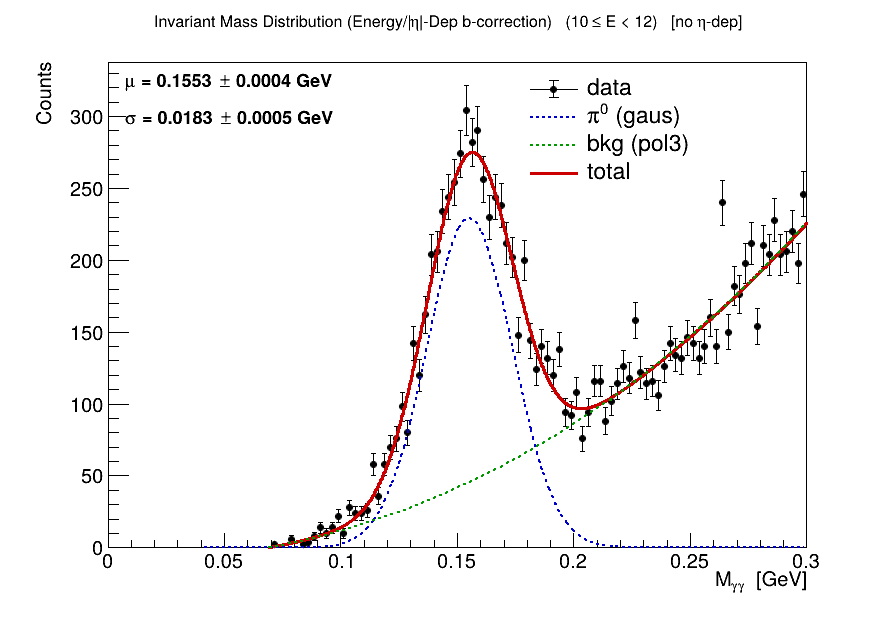 Invariant Mass Distribution (Energy/|η|-Dep b-correction) (10 ≤ E < 12) [no η-dep]
Counts
μ = 0.1553 ± 0.0004 GeV
σ = 0.0183 ± 0.0005 GeV
data
π⁰ (gaus)
bkg (pol3)
total
300
250
200
150
100
50
0
0 0.05 0.1 0.15 0.2 0.25 0.3
Mγγ [GeV]